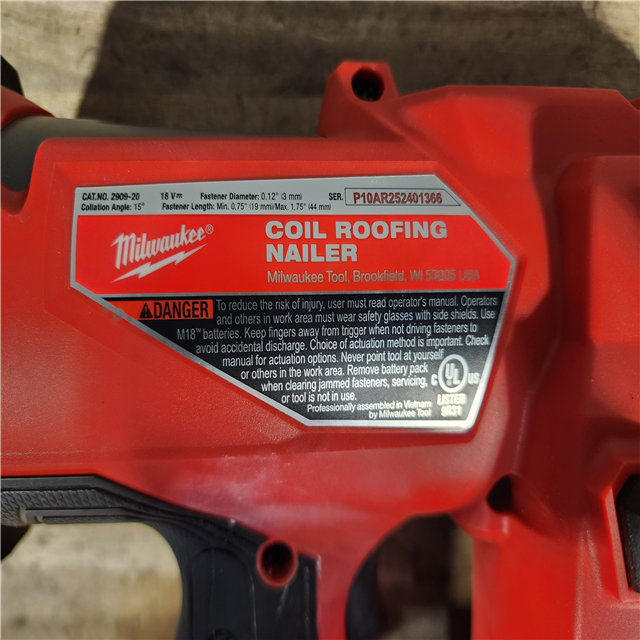 CAT.NO. 2909-20 18 V⎓ Fastener Diameter: 0,12" (3 mm) SER. P10AR252401366
Collation Angle: 15° Fastener Length: Min. 0,75" (19 mm)/Max. 1,75" (44 mm)
Milwaukee®
COIL ROOFING
NAILER
Milwaukee Tool, Brookfield, WI 53005 USA
DANGER To reduce the risk of injury, user must read operator's manual. Operators
and others in work area must wear safety glasses with side shields. Use
M18™ batteries. Keep fingers away from trigger when not driving fasteners to
avoid accidental discharge. Choice of actuation method is important. Check
manual for actuation options. Never point tool at yourself
or others in the work area. Remove battery pack
when clearing jammed fasteners, servicing,
or tool is not in use.
Professionally assembled in Vietnam
by Milwaukee Tool
C UL US
LISTED
9R31